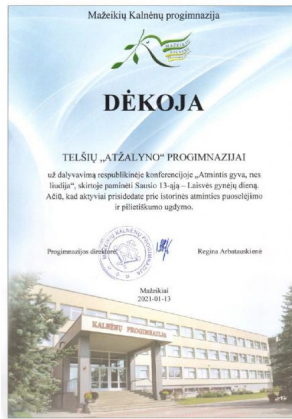 Mažeikių Kalnėnų progimnazija
DĖKOJA
TELŠIŲ „ATŽALYNO“ PROGIMNAZIJAI
už dalyvavimą respublikinėje konferencijoje „Atmintis gyva, nes
liudija“, skirtoje paminėti Sausio 13-ąją – Laisvės gynėjų dieną.
Ačiū, kad aktyviai prisidedate prie istorinės atminties puoselėjimo
ir pilietiškumo ugdymo.
Progimnazijos direktorė Regina Arbatauskienė
Mažeikiai
2021-01-13
KALNĖNŲ PROGIMNAZIJA